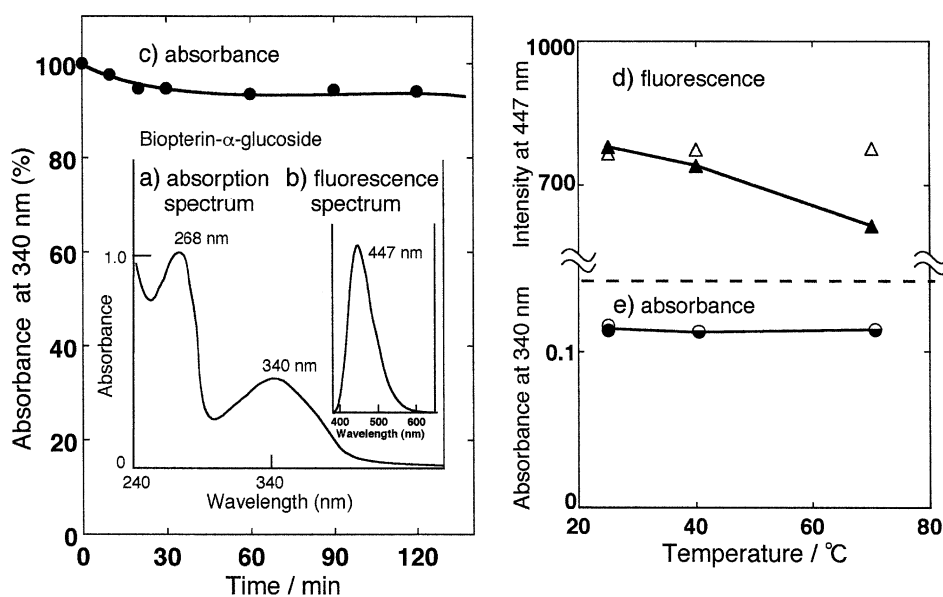 c) absorbance
Biopterin-α-glucoside
a) absorption
spectrum
b) fluorescence
spectrum
268 nm
447 nm
340 nm
1.0
0
Absorbance
240
340
Wavelength (nm)
400
500
600
Wavelength (nm)
100
80
60
40
20
0
Absorbance at 340 nm (%)
0
30
60
90
120
Time / min
d) fluorescence
1000
700
Intensity at 447 nm
e) absorbance
0.1
0
Absorbance at 340 nm
20
40
60
80
Temperature / ℃